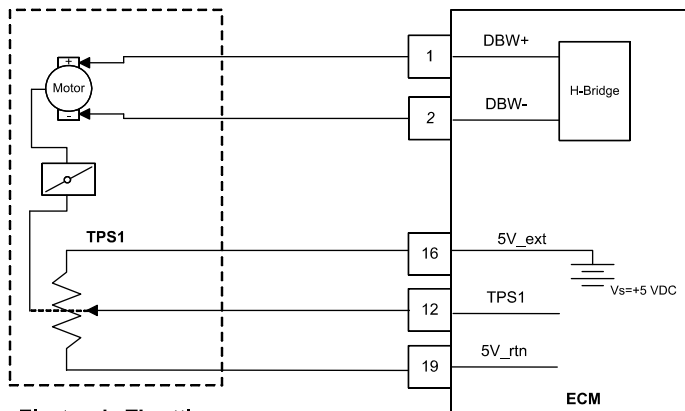 1
DBW+
+
Motor
-
H-Bridge
2
DBW-
TPS1
16
5V_ext
Vs=+5 VDC
12
TPS1
19
5V_rtn
ECM